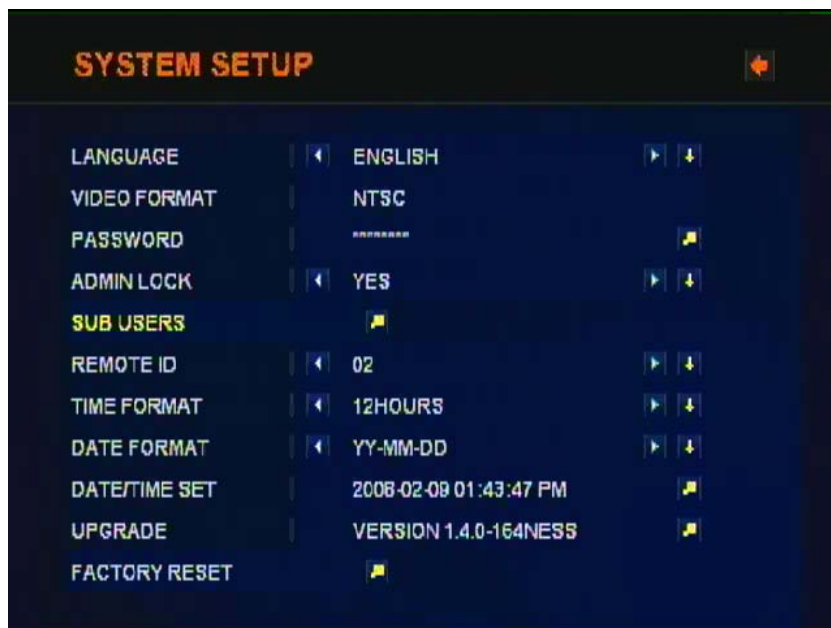 SYSTEM SETUP
LANGUAGE ENGLISH
VIDEO FORMAT NTSC
PASSWORD ********
ADMIN LOCK YES
SUB USERS
REMOTE ID 02
TIME FORMAT 12HOURS
DATE FORMAT YY-MM-DD
DATE/TIME SET 2006-02-09 01:43:47 PM
UPGRADE VERSION 1.4.0-164NESS
FACTORY RESET